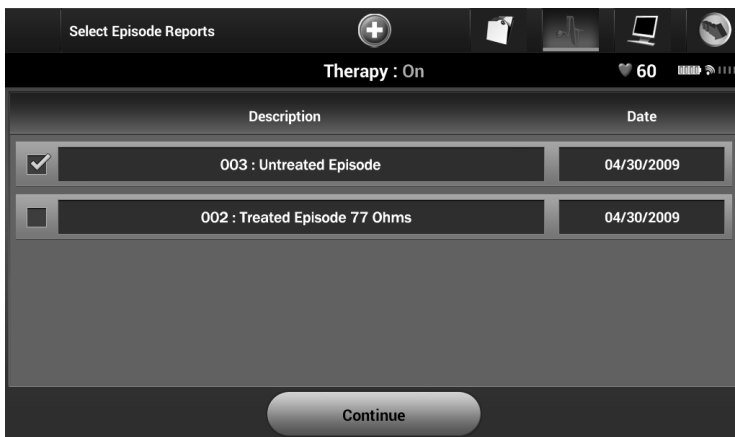 Select Episode Reports
Therapy : On 60
Description Date
003 : Untreated Episode 04/30/2009
002 : Treated Episode 77 Ohms 04/30/2009
Continue